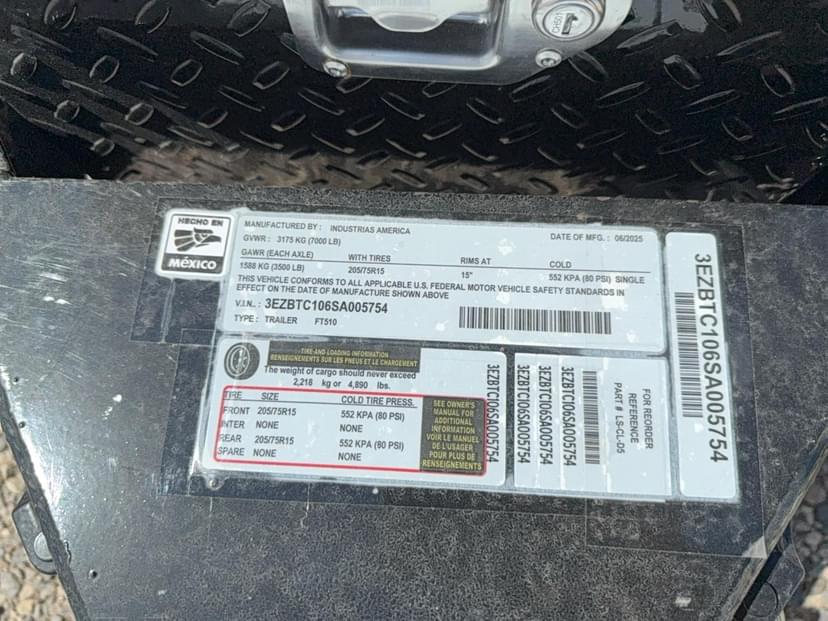 HECHO EN
MÉXICO
MANUFACTURED BY : INDUSTRIAS AMERICA
GVWR : 3175 KG (7000 LB) DATE OF MFG. : 06/2025
GAWR (EACH AXLE) WITH TIRES RIMS AT COLD
1588 KG (3500 LB) 205/75R15 15" 552 KPA (80 PSI) SINGLE
THIS VEHICLE CONFORMS TO ALL APPLICABLE U.S. FEDERAL MOTOR VEHICLE SAFETY STANDARDS IN
EFFECT ON THE DATE OF MANUFACTURE SHOWN ABOVE
V.I.N.: 3EZBTC106SA005754
TYPE : TRAILER FT510
TIRE-AND-LOADING INFORMATION
RENSEIGNEMENTS SUR LES PNEUS ET LE CHARGEMENT
The weight of cargo should never exceed
2,218 kg or 4,890 lbs.
TIRE SIZE COLD TIRE PRESS.
FRONT 205/75R15 552 KPA (80 PSI)
INTER NONE NONE
REAR 205/75R15 552 KPA (80 PSI)
SPARE NONE NONE
SEE OWNER'S
MANUAL FOR
ADDITIONAL
INFORMATION
VOIR LE MANUEL
DE L'USAGER
POUR PLUS DE
RENSEIGNEMENTS
3EZBTC106SA005754
3EZBTC106SA005754
3EZBTC106SA005754
3EZBTC106SA005754
FOR REORDER
REFERENCE
PART # LS-CL-D5
3EZBTC106SA005754